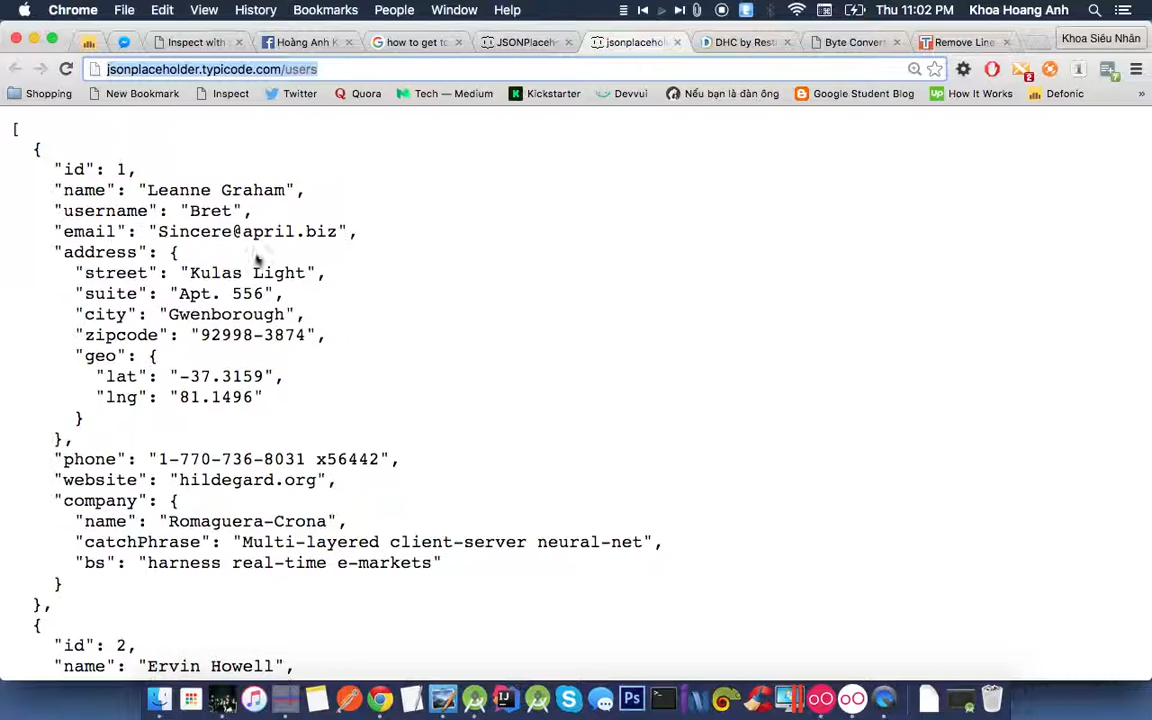 Chrome File Edit View History Bookmarks People Window Help Thu 11:02 PM Khoa Hoang Anh
Inspect with Hoàng Anh K how to get to JSONPlaceh jsonplaceho DHC by Rest Byte Convert Remove Line Khoa Siêu Nhân
jsonplaceholder.typicode.com/users
Shopping New Bookmark Inspect Twitter Quora Tech — Medium Kickstarter Devvui Nếu bạn là đàn ông Google Student Blog How It Works Defonic
[
{
"id": 1,
"name": "Leanne Graham",
"username": "Bret",
"email": "Sincere@april.biz",
"address": {
"street": "Kulas Light",
"suite": "Apt. 556",
"city": "Gwenborough",
"zipcode": "92998-3874",
"geo": {
"lat": "-37.3159",
"lng": "81.1496"
}
},
"phone": "1-770-736-8031 x56442",
"website": "hildegard.org",
"company": {
"name": "Romaguera-Crona",
"catchPhrase": "Multi-layered client-server neural-net",
"bs": "harness real-time e-markets"
}
},
{
"id": 2,
"name": "Ervin Howell",